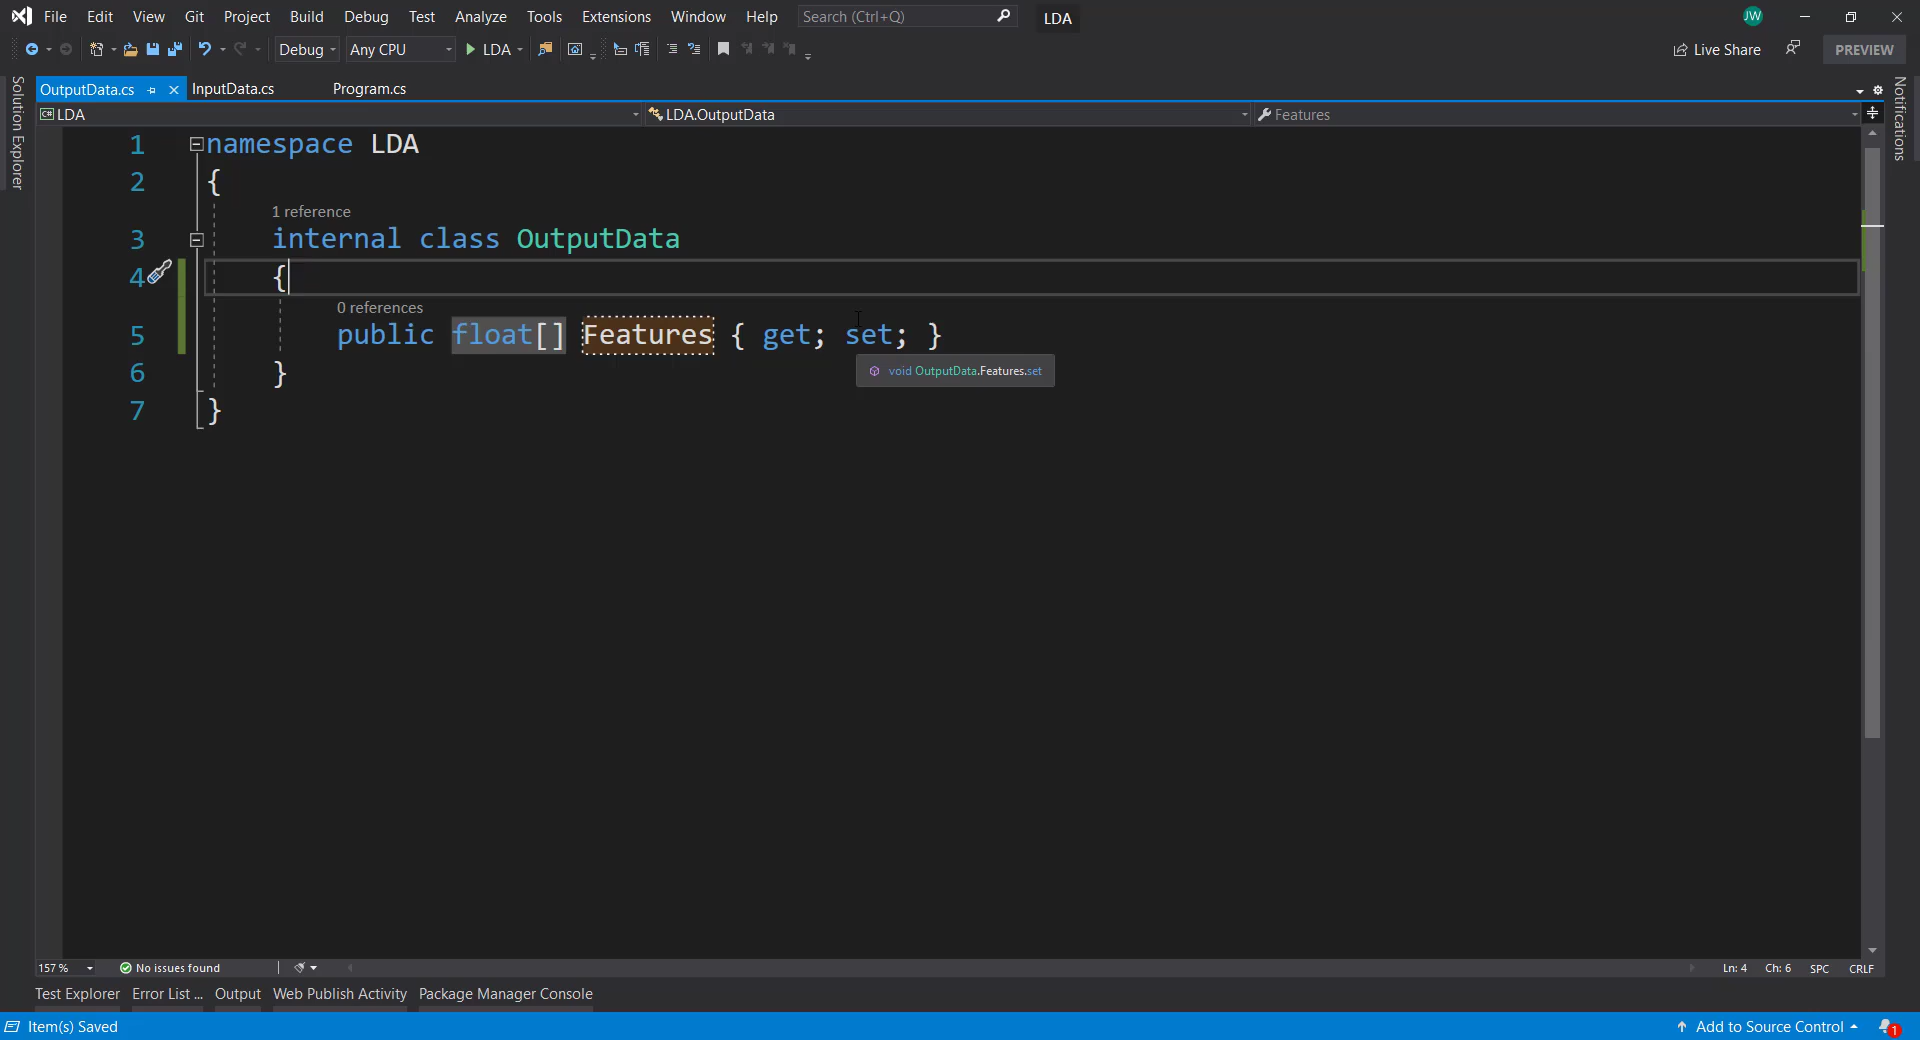 File Edit View Git Project Build Debug Test Analyze Tools Extensions Window Help Search (Ctrl+Q) LDA JW
Debug Any CPU LDA Live Share PREVIEW
OutputData.cs InputData.cs Program.cs
C# LDA LDA.OutputData Features
Solution Explorer
Notifications
1 namespace LDA
2 {
1 reference
3 internal class OutputData
4 {
0 references
5 public float[] Features { get; set; }
void OutputData.Features.set
6 }
7 }
157 % No issues found Ln: 4 Ch: 6 SPC CRLF
Test Explorer Error List ... Output Web Publish Activity Package Manager Console
Item(s) Saved Add to Source Control 1